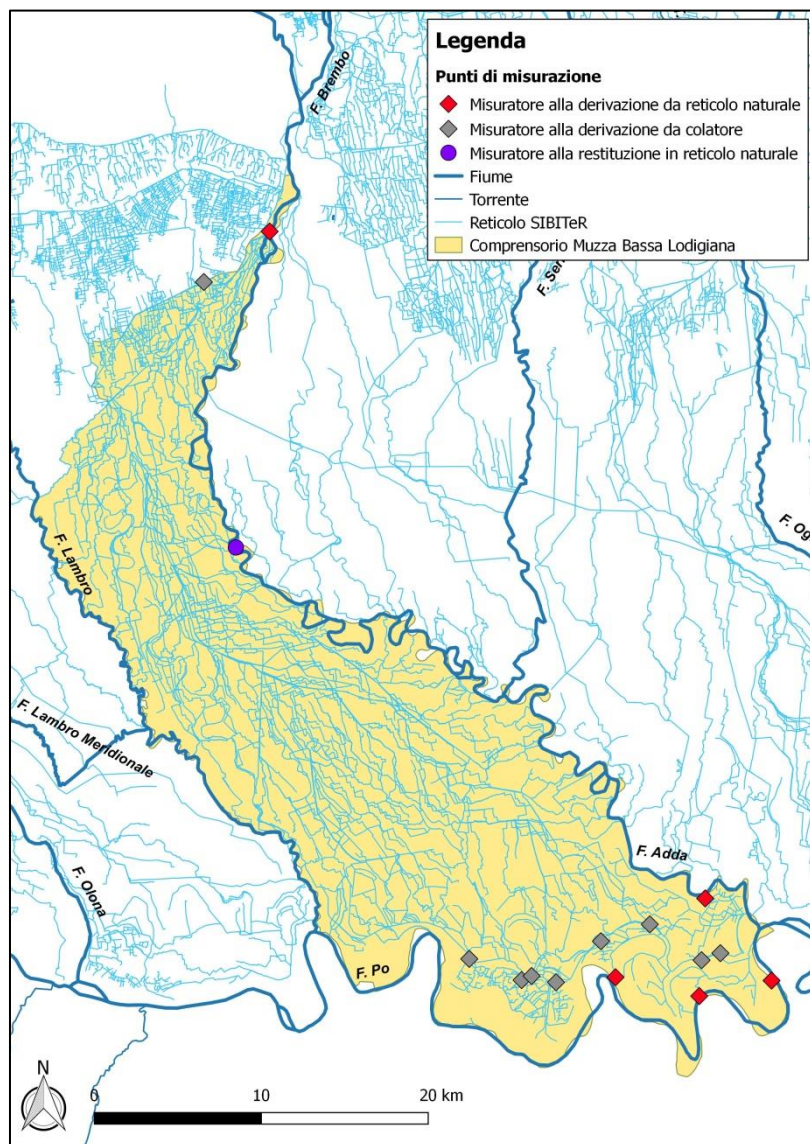 Legenda
Punti di misurazione
Misuratore alla derivazione da reticolo naturale
Misuratore alla derivazione da colatore
Misuratore alla restituzione in reticolo naturale
Fiume
Torrente
Reticolo SIBITeR
Comprensorio Muzza Bassa Lodigiana
F. Brembo
F. Ser
F. Og
F. Lambro
F. Lambro Meridionale
F. Olona
F. Adda
F. Po
N
0
10
20 km